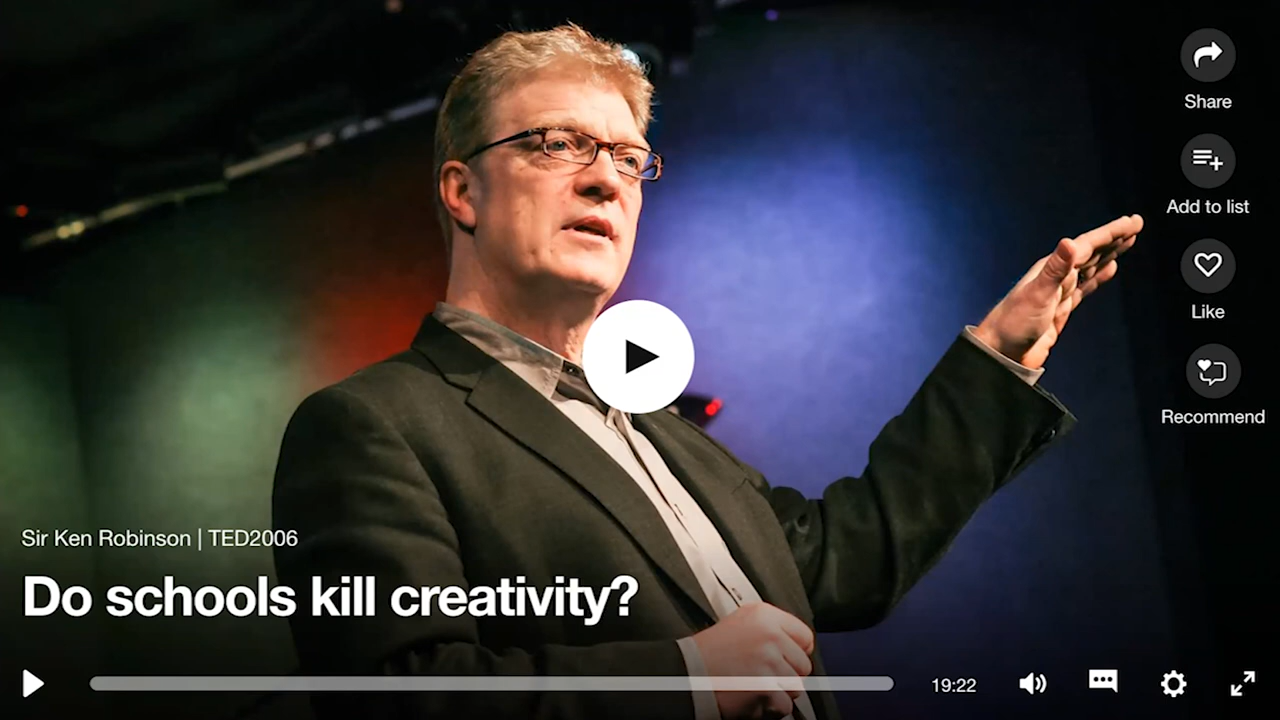 Share
Add to list
Like
Recommend
Sir Ken Robinson | TED2006
Do schools kill creativity?
19:22